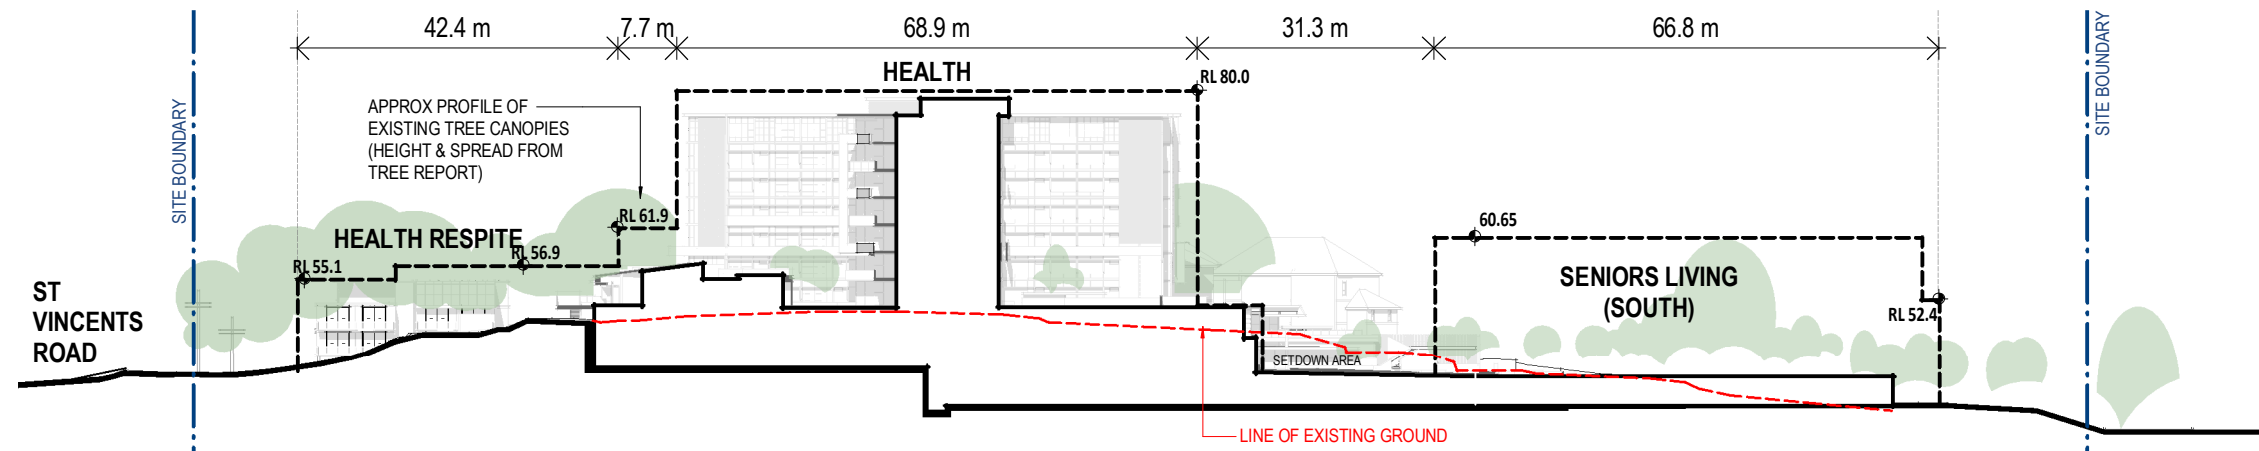 42.4 m
7.7 m
68.9 m
31.3 m
66.8 m
SITE BOUNDARY
SITE BOUNDARY
HEALTH
RL 80.0
APPROX PROFILE OF
EXISTING TREE CANOPIES
(HEIGHT & SPREAD FROM
TREE REPORT)
RL 61.9
60.65
HEALTH RESPITE
RL 56.9
RL 55.1
SENIORS LIVING
(SOUTH)
RL 52.4
ST
VINCENTS
ROAD
SETDOWN AREA
LINE OF EXISTING GROUND